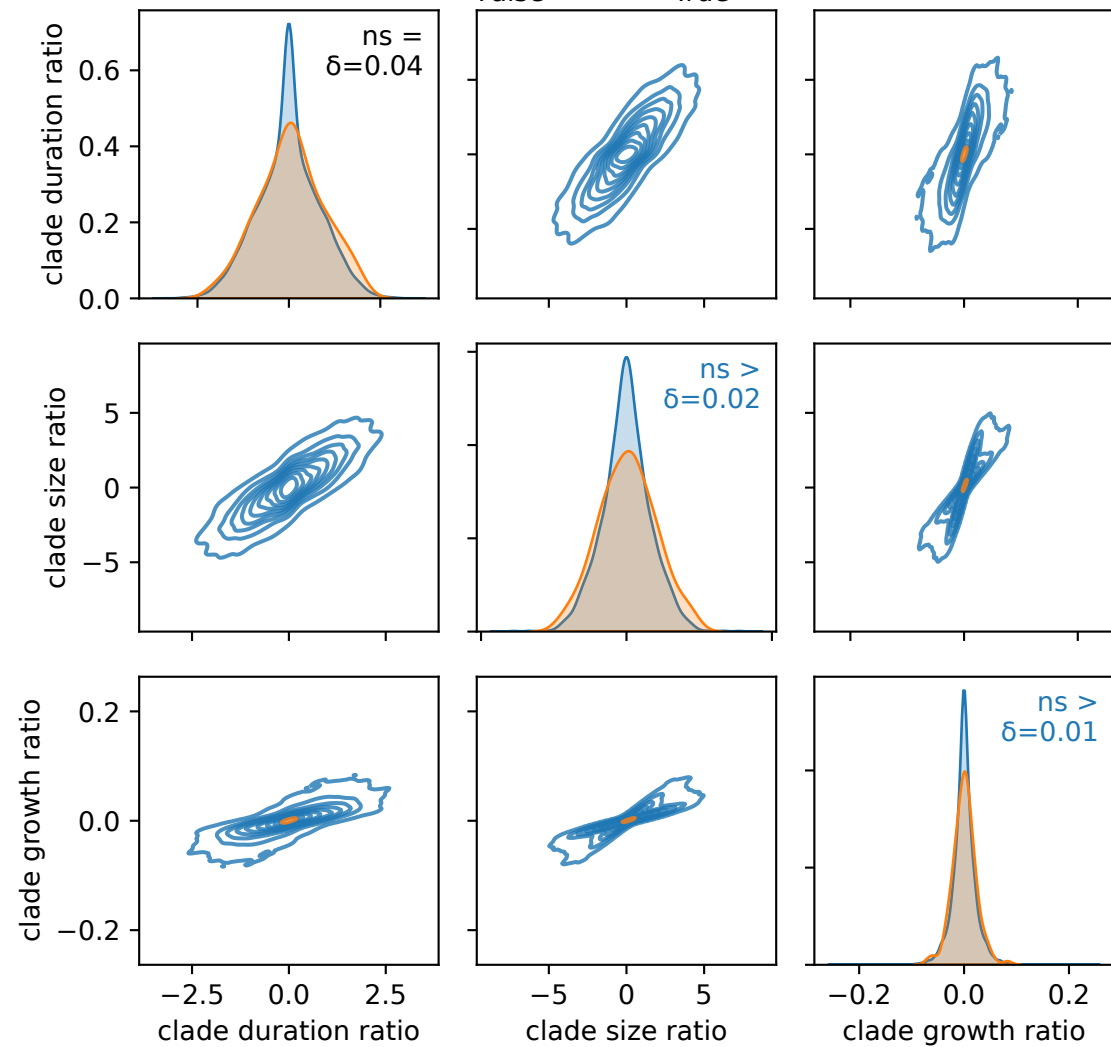 clade duration ratio
0.6
0.4
0.2
0.0
ns =
δ=0.04
clade size ratio
5
0
−5
ns >
δ=0.02
clade growth ratio
0.2
0.0
−0.2
ns >
δ=0.01
−2.5 0.0 2.5
−5 0 5
−0.2 0.0 0.2
clade duration ratio
clade size ratio
clade growth ratio